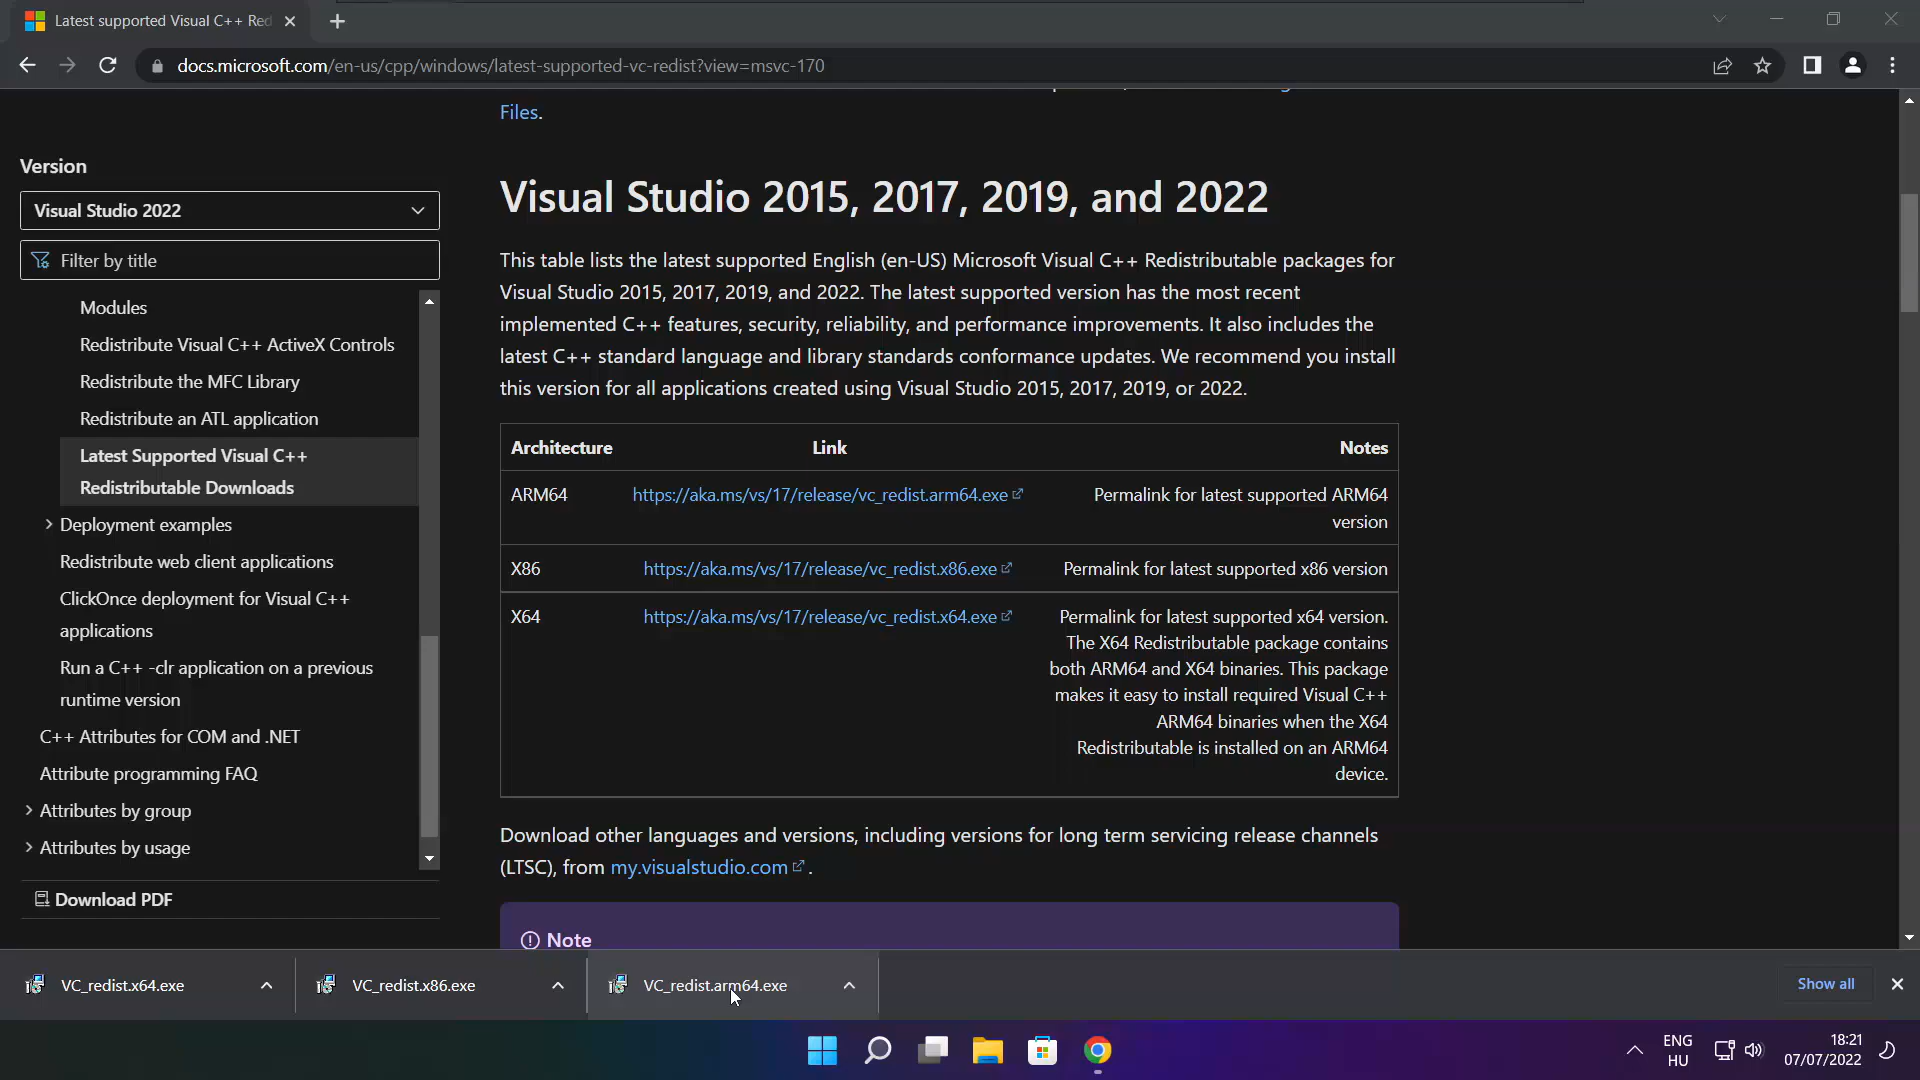 Latest supported Visual C++ Red
docs.microsoft.com/en-us/cpp/windows/latest-supported-vc-redist?view=msvc-170
Files.
Version
Visual Studio 2022
Filter by title
Modules
Redistribute Visual C++ ActiveX Controls
Redistribute the MFC Library
Redistribute an ATL application
Latest Supported Visual C++
Redistributable Downloads
Deployment examples
Redistribute web client applications
ClickOnce deployment for Visual C++
applications
Run a C++ -clr application on a previous
runtime version
C++ Attributes for COM and .NET
Attribute programming FAQ
Attributes by group
Attributes by usage
Download PDF
Visual Studio 2015, 2017, 2019, and 2022
This table lists the latest supported English (en-US) Microsoft Visual C++ Redistributable packages for
Visual Studio 2015, 2017, 2019, and 2022. The latest supported version has the most recent
implemented C++ features, security, reliability, and performance improvements. It also includes the
latest C++ standard language and library standards conformance updates. We recommend you install
this version for all applications created using Visual Studio 2015, 2017, 2019, or 2022.
Architecture Link Notes
ARM64 https://aka.ms/vs/17/release/vc_redist.arm64.exe Permalink for latest supported ARM64
version
X86 https://aka.ms/vs/17/release/vc_redist.x86.exe Permalink for latest supported x86 version
X64 https://aka.ms/vs/17/release/vc_redist.x64.exe Permalink for latest supported x64 version.
The X64 Redistributable package contains
both ARM64 and X64 binaries. This package
makes it easy to install required Visual C++
ARM64 binaries when the X64
Redistributable is installed on an ARM64
device.
Download other languages and versions, including versions for long term servicing release channels
(LTSC), from my.visualstudio.com .
Note
VC_redist.x64.exe
VC_redist.x86.exe
VC_redist.arm64.exe
Show all
ENG
HU
18:21
07/07/2022